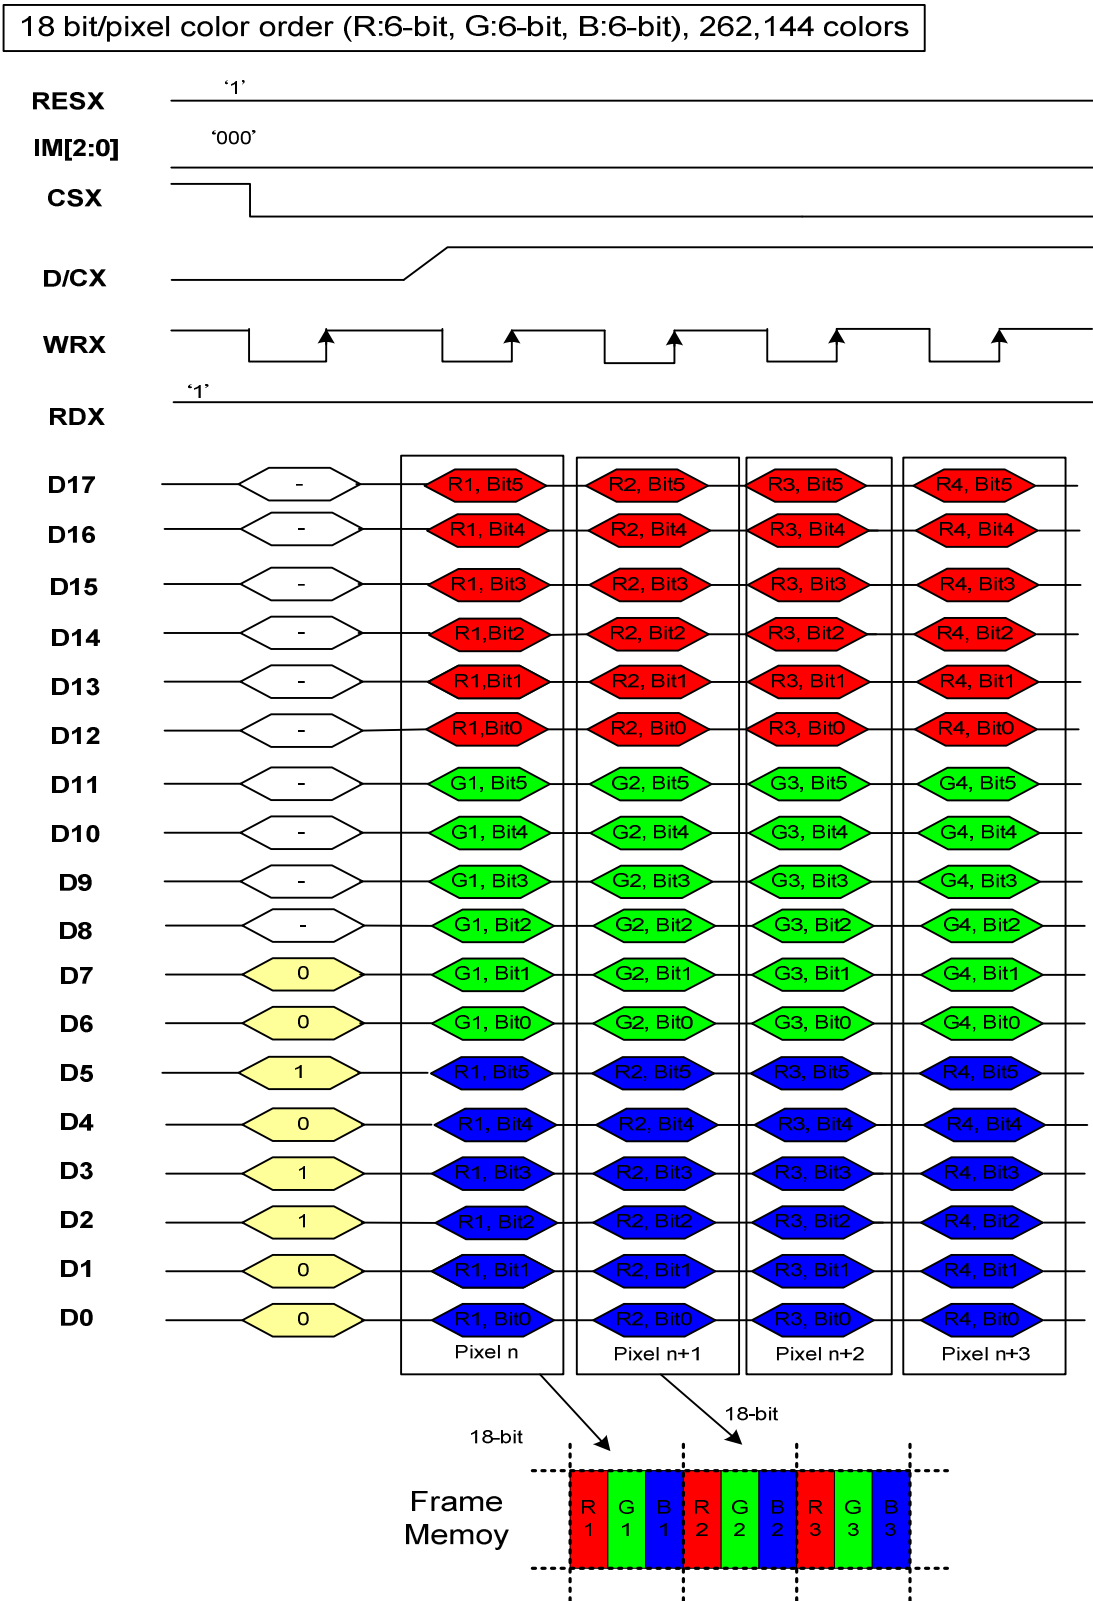 18 bit/pixel color order (R:6-bit, G:6-bit, B:6-bit), 262,144 colors
RESX ‘1’
IM[2:0] ‘000’
CSX
D/CX
WRX
RDX ‘1’
D17 - R1, Bit5 R2, Bit5 R3, Bit5 R4, Bit5
D16 - R1, Bit4 R2, Bit4 R3, Bit4 R4, Bit4
D15 - R1, Bit3 R2, Bit3 R3, Bit3 R4, Bit3
D14 - R1,Bit2 R2, Bit2 R3, Bit2 R4, Bit2
D13 - R1,Bit1 R2, Bit1 R3, Bit1 R4, Bit1
D12 - R1,Bit0 R2, Bit0 R3, Bit0 R4, Bit0
D11 - G1, Bit5 G2, Bit5 G3, Bit5 G4, Bit5
D10 - G1, Bit4 G2, Bit4 G3, Bit4 G4, Bit4
D9 - G1, Bit3 G2, Bit3 G3, Bit3 G4, Bit3
D8 - G1, Bit2 G2, Bit2 G3, Bit2 G4, Bit2
D7 0 G1, Bit1 G2, Bit1 G3, Bit1 G4, Bit1
D6 0 G1, Bit0 G2, Bit0 G3, Bit0 G4, Bit0
D5 1 R1, Bit5 R2, Bit5 R3, Bit5 R4, Bit5
D4 0 R1, Bit4 R2, Bit4 R3, Bit4 R4, Bit4
D3 1 R1, Bit3 R2, Bit3 R3, Bit3 R4, Bit3
D2 1 R1, Bit2 R2, Bit2 R3, Bit2 R4, Bit2
D1 0 R1, Bit1 R2, Bit1 R3, Bit1 R4, Bit1
D0 0 R1, Bit0 R2, Bit0 R3, Bit0 R4, Bit0
Pixel n Pixel n+1 Pixel n+2 Pixel n+3
18-bit 18-bit
Frame
Memoy
R G B R G B R G B
1 1 1 2 2 2 3 3 3